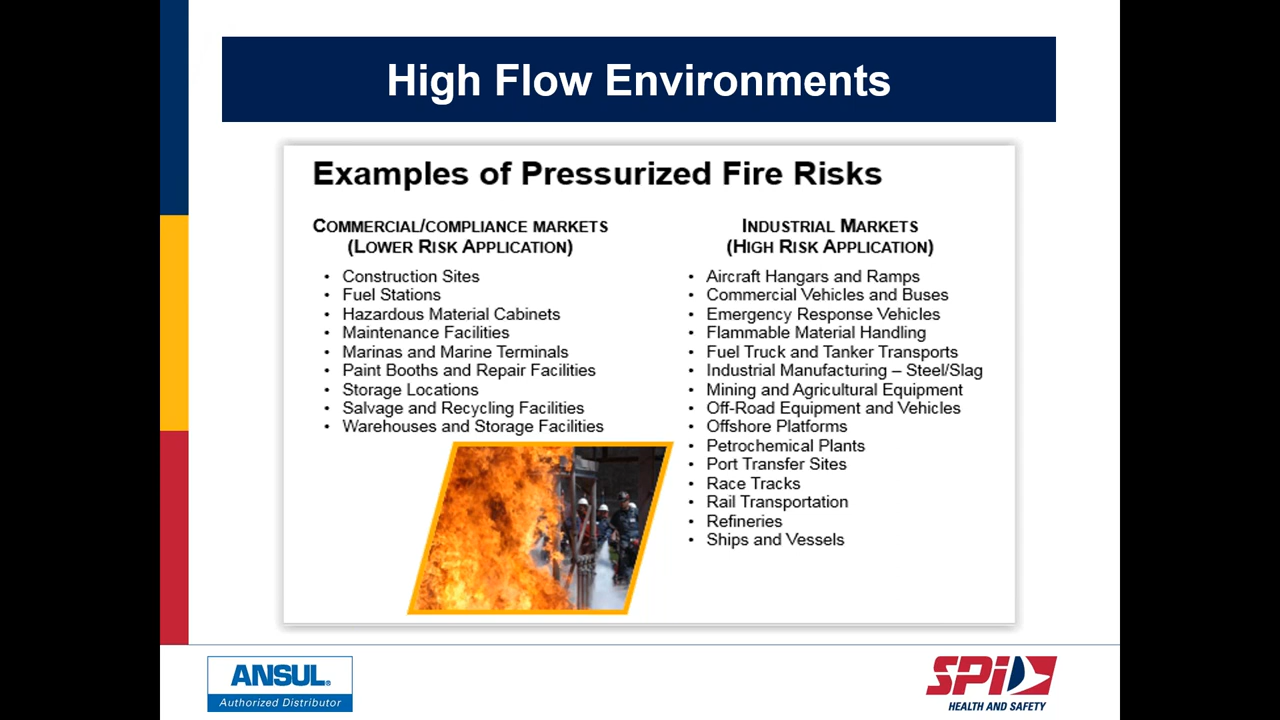 High Flow Environments
Examples of Pressurized Fire Risks
COMMERCIAL/COMPLIANCE MARKETS
(LOWER RISK APPLICATION)
• Construction Sites
• Fuel Stations
• Hazardous Material Cabinets
• Maintenance Facilities
• Marinas and Marine Terminals
• Paint Booths and Repair Facilities
• Storage Locations
• Salvage and Recycling Facilities
• Warehouses and Storage Facilities
INDUSTRIAL MARKETS
(HIGH RISK APPLICATION)
• Aircraft Hangars and Ramps
• Commercial Vehicles and Buses
• Emergency Response Vehicles
• Flammable Material Handling
• Fuel Truck and Tanker Transports
• Industrial Manufacturing – Steel/Slag
• Mining and Agricultural Equipment
• Off-Road Equipment and Vehicles
• Offshore Platforms
• Petrochemical Plants
• Port Transfer Sites
• Race Tracks
• Rail Transportation
• Refineries
• Ships and Vessels
ANSUL®
Authorized Distributor
SPi
HEALTH AND SAFETY